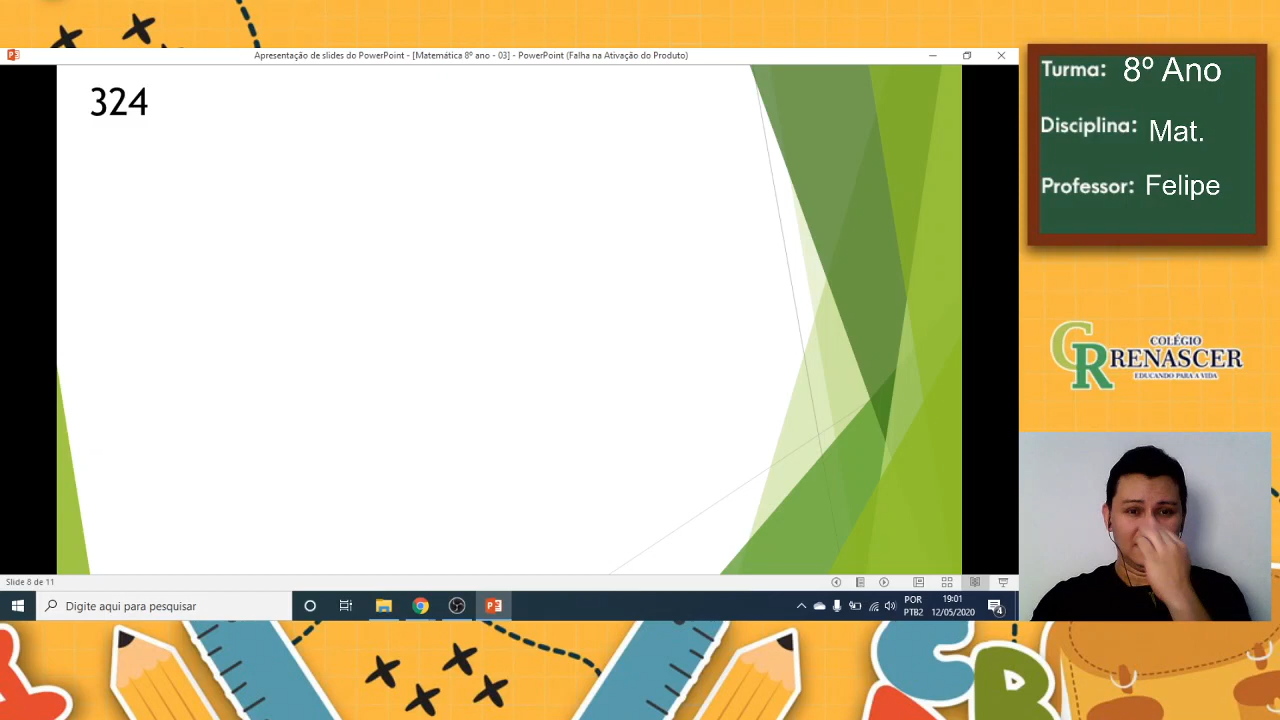 Apresentação de slides do PowerPoint - [Matemática 8º ano - 03] - PowerPoint (Falha na Ativação do Produto)
324
Slide 8 de 11
Digite aqui para pesquisar
POR
PTB2
19:01
12/05/2020
4
Turma: 8º Ano
Disciplina: Mat.
Professor: Felipe
CR
COLÉGIO
RENASCER
EDUCANDO PARA A VIDA